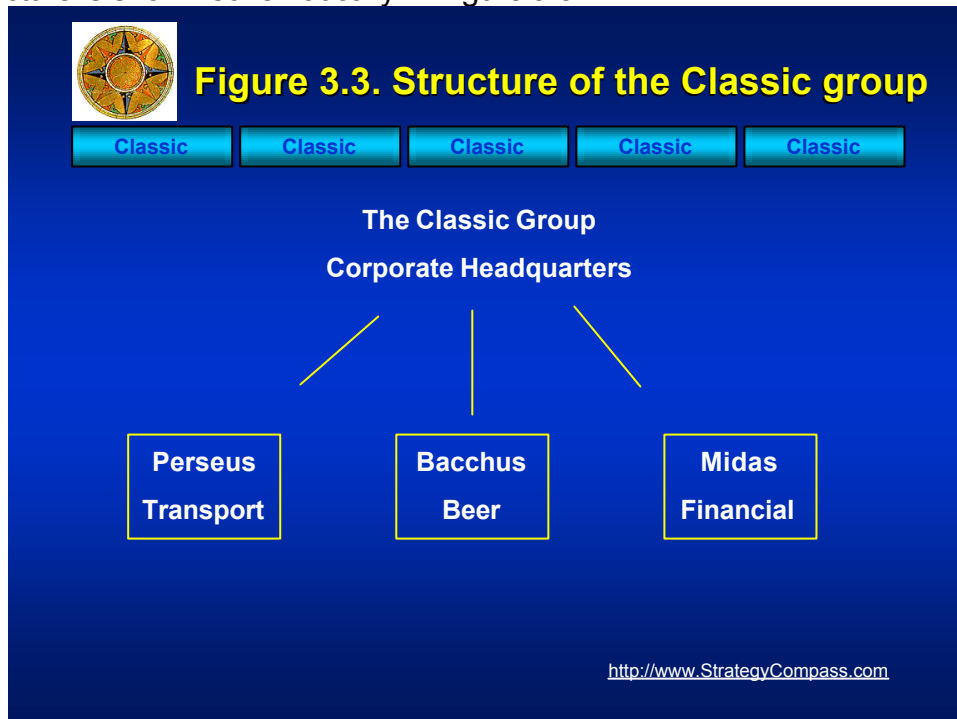 Figure 3.3. Structure of the Classic group
Classic Classic Classic Classic Classic
The Classic Group
Corporate Headquarters
Perseus Bacchus Midas
Transport Beer Financial
http://www.StrategyCompass.com